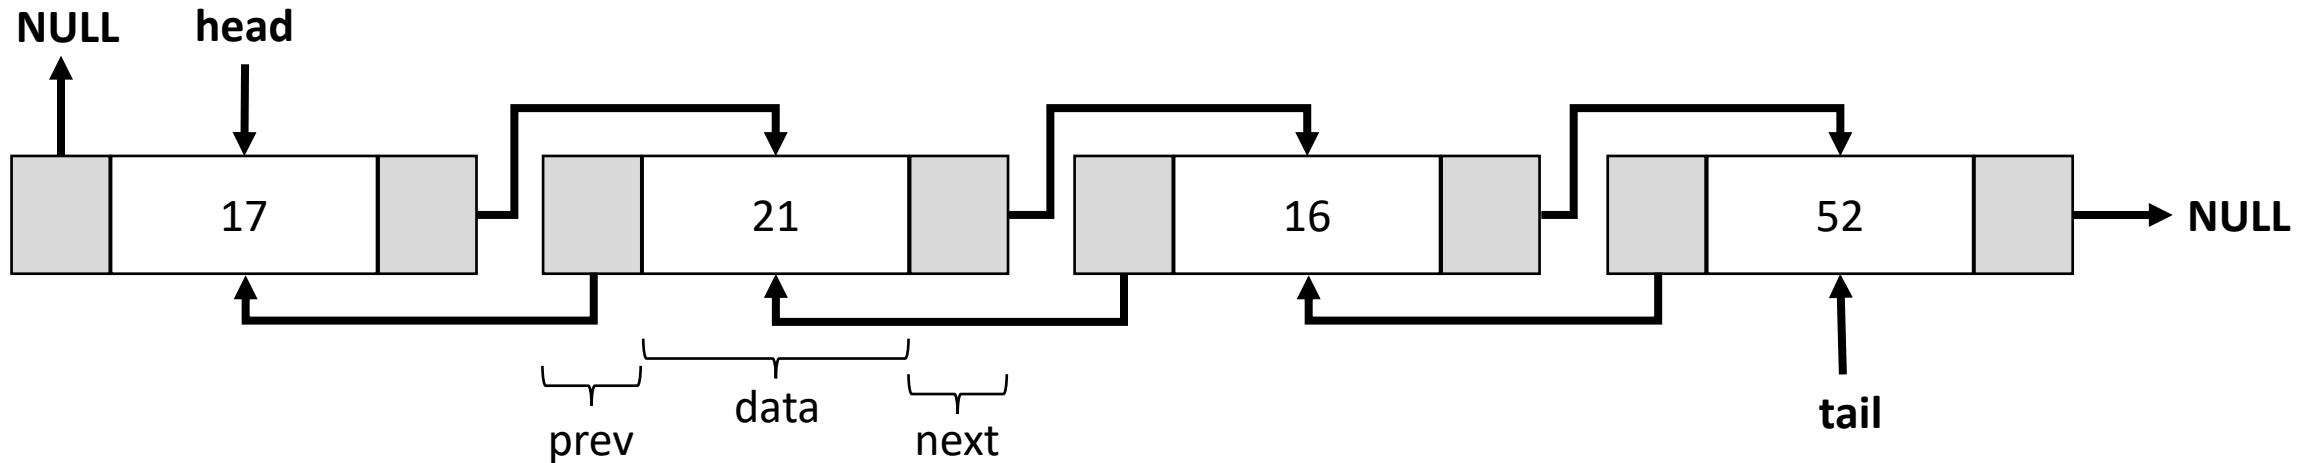 NULL head
17 21 16 52 NULL
prev data next tail